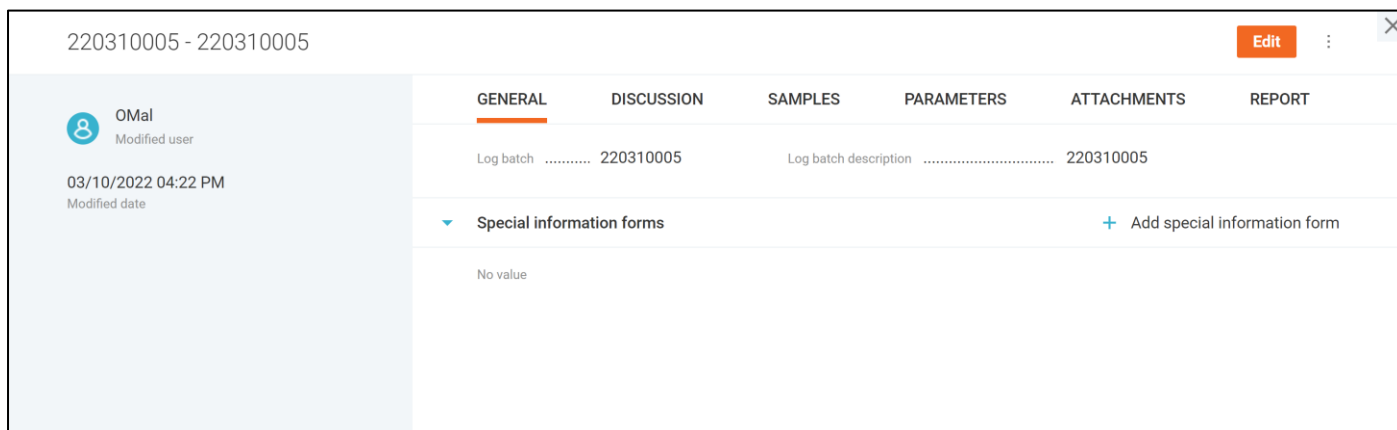 220310005 - 220310005
Edit
OMal
Modified user
03/10/2022 04:22 PM
Modified date
GENERAL DISCUSSION SAMPLES PARAMETERS ATTACHMENTS REPORT
Log batch ........... 220310005 Log batch description ............................... 220310005
Special information forms + Add special information form
No value